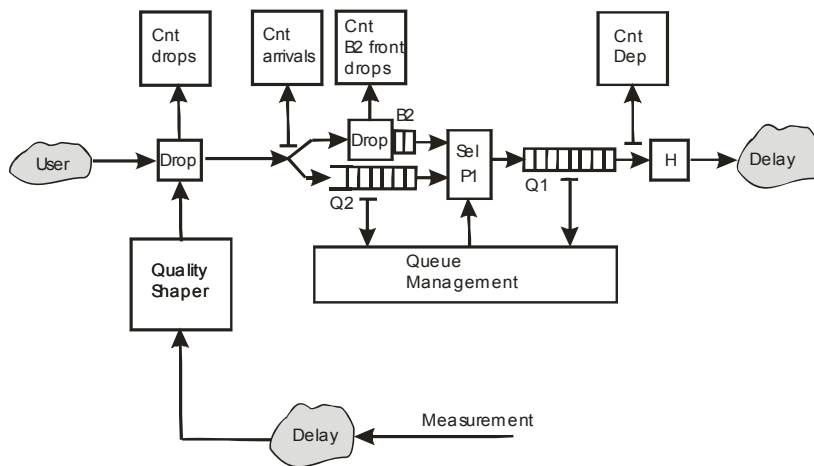 Cnt
drops
Cnt
arrivals
Cnt
B2 front
drops
Cnt
Dep
B2
User
Drop
Drop
Sel
P1
H
Delay
Q2
Q1
Quality
Shaper
Queue
Management
Measurement
Delay